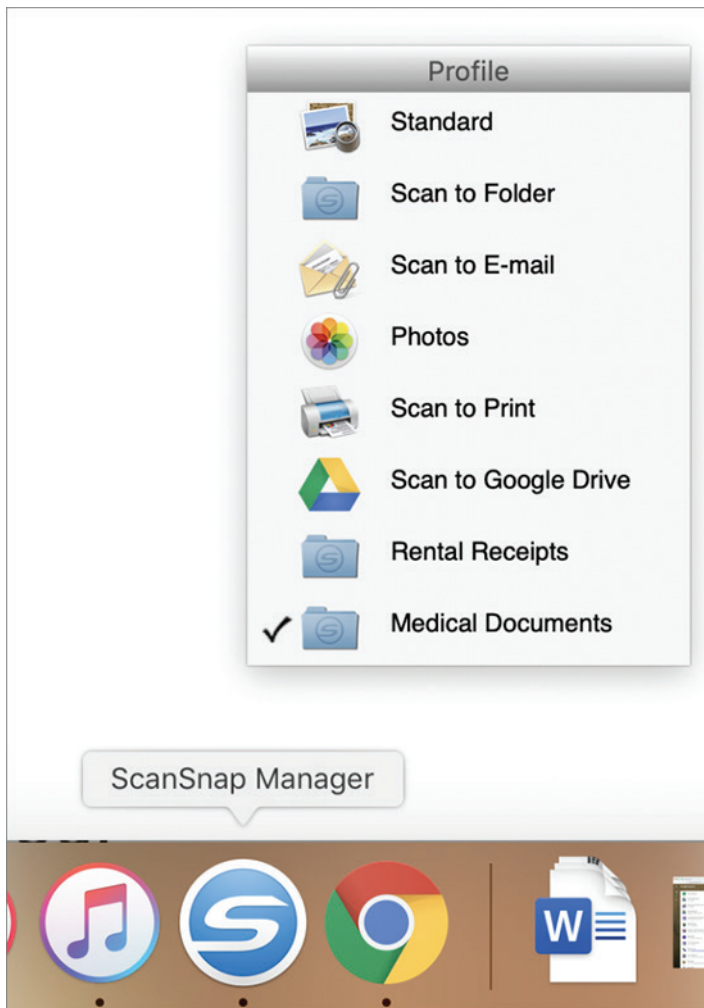 Profile
Standard
Scan to Folder
Scan to E-mail
Photos
Scan to Print
Scan to Google Drive
Rental Receipts
Medical Documents
ScanSnap Manager
W